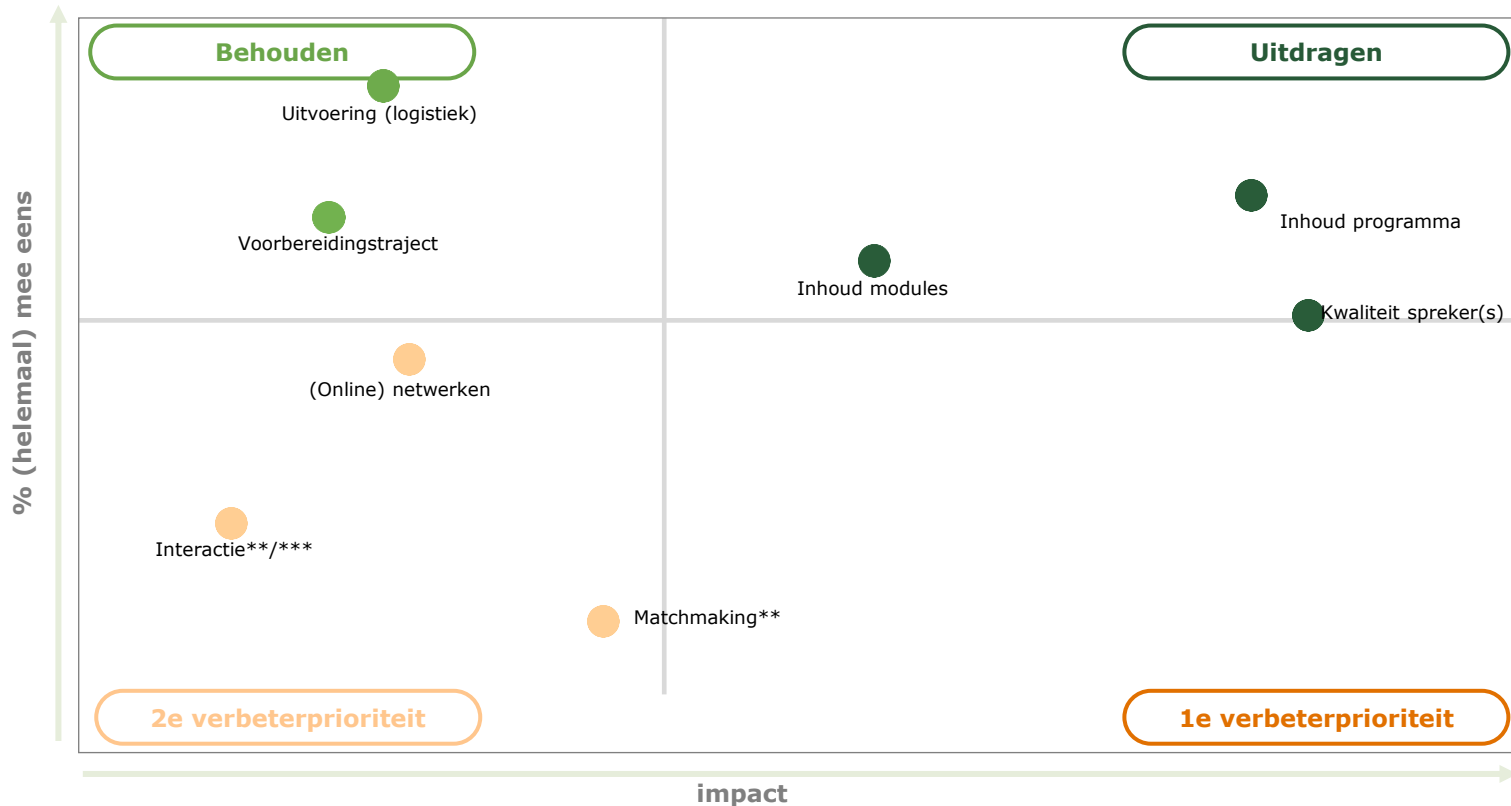 Behouden
Uitdragen
Uitvoering (logistiek)
Inhoud programma
Voorbereidingstraject
Inhoud modules
Kwaliteit spreker(s)
(Online) netwerken
Interactie**/***
Matchmaking**
2e verbeterprioriteit
1e verbeterprioriteit
% (helemaal) mee eens
impact